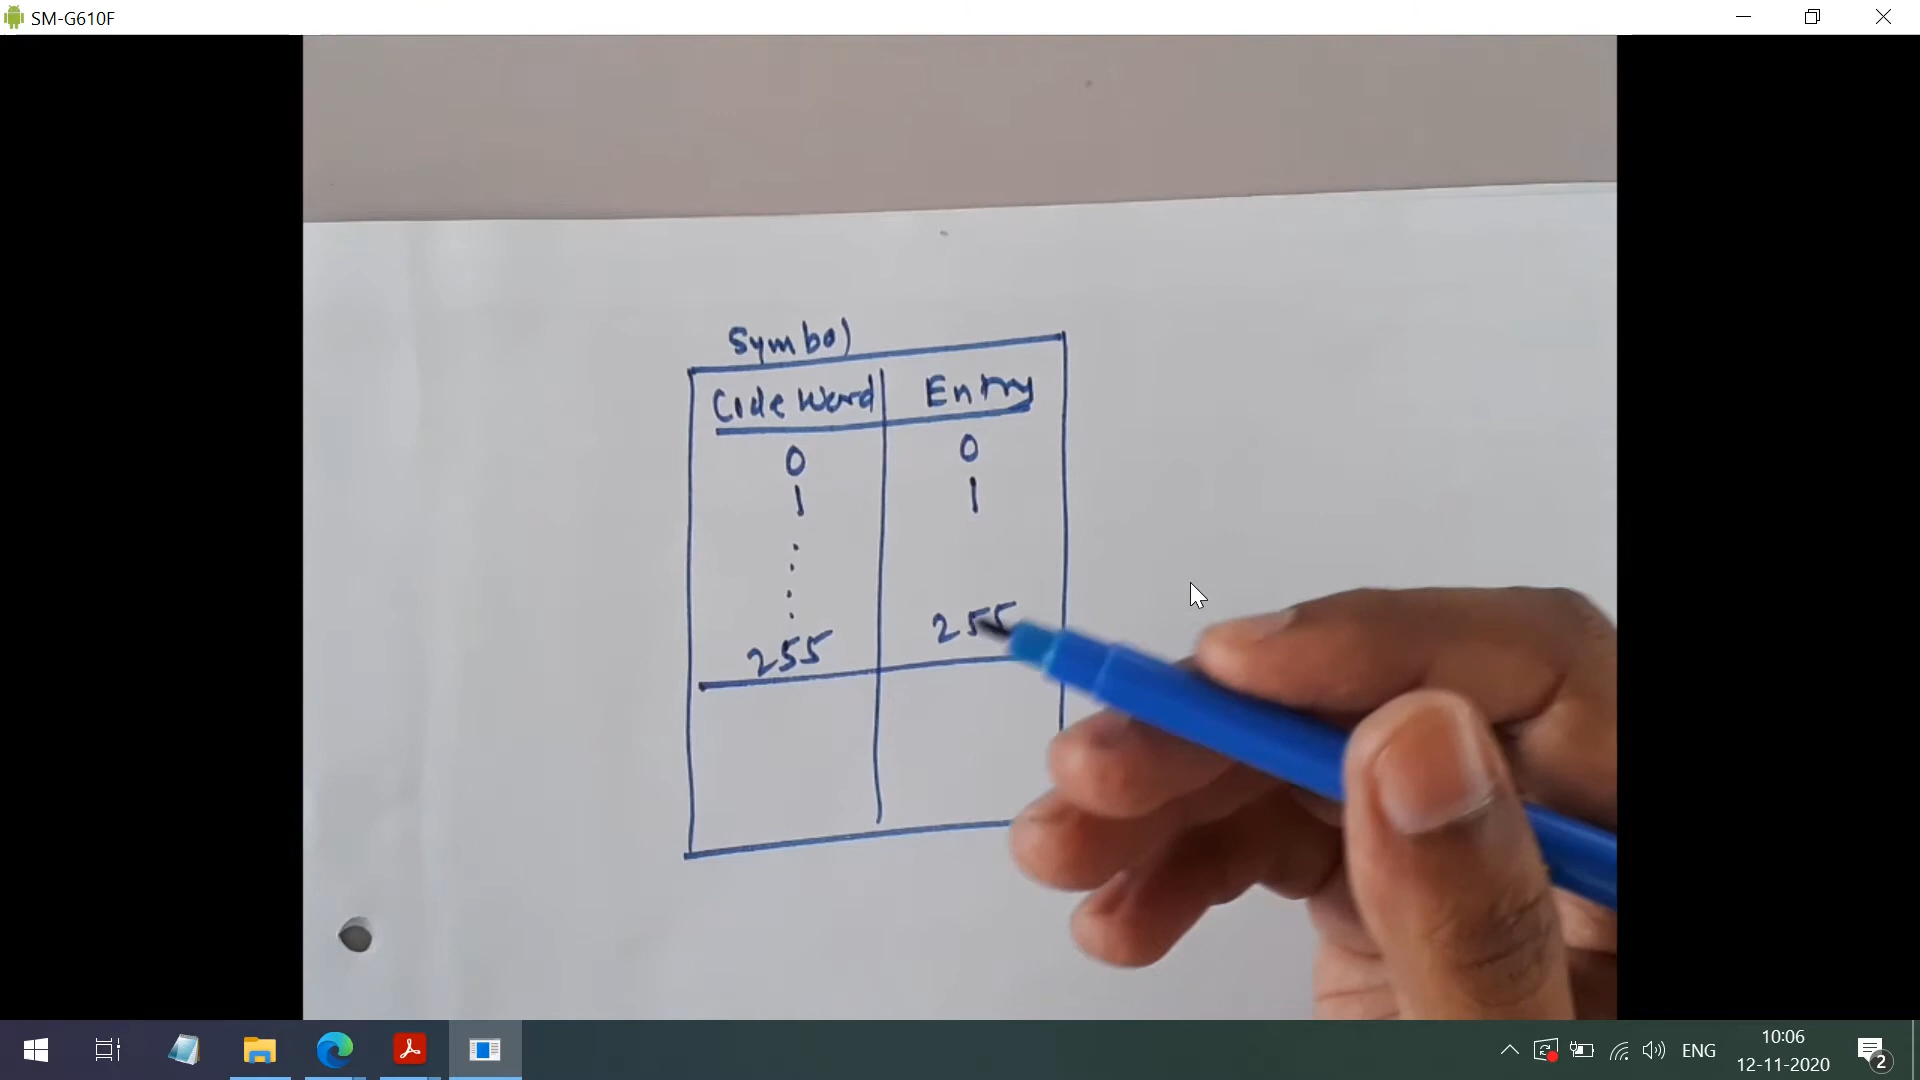 SM-G610F
Symbol
Code Word Entry
0 0
1 1
255 255
ENG
10:06
12-11-2020
2